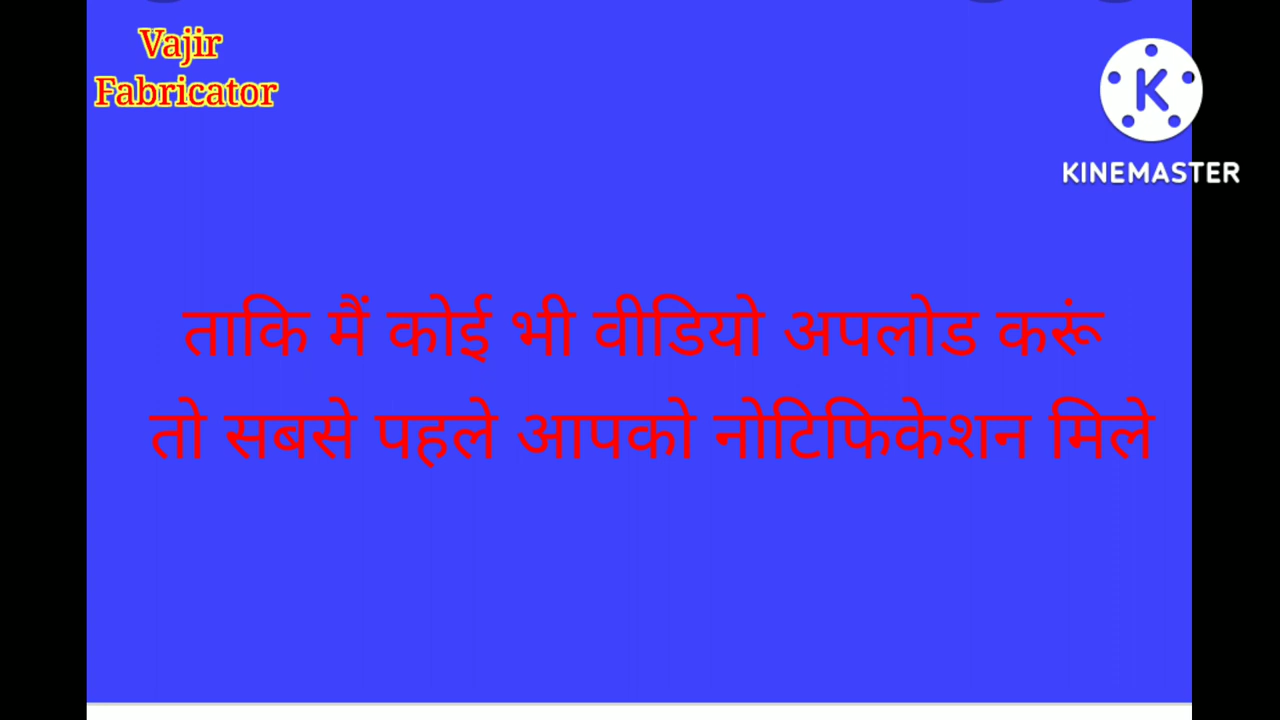 Vajir
Fabricator
KINEMASTER
ताकि मैं कोई भी वीडियो अपलोड करूं
तो सबसे पहले आपको नोटिफिकेशन मिले